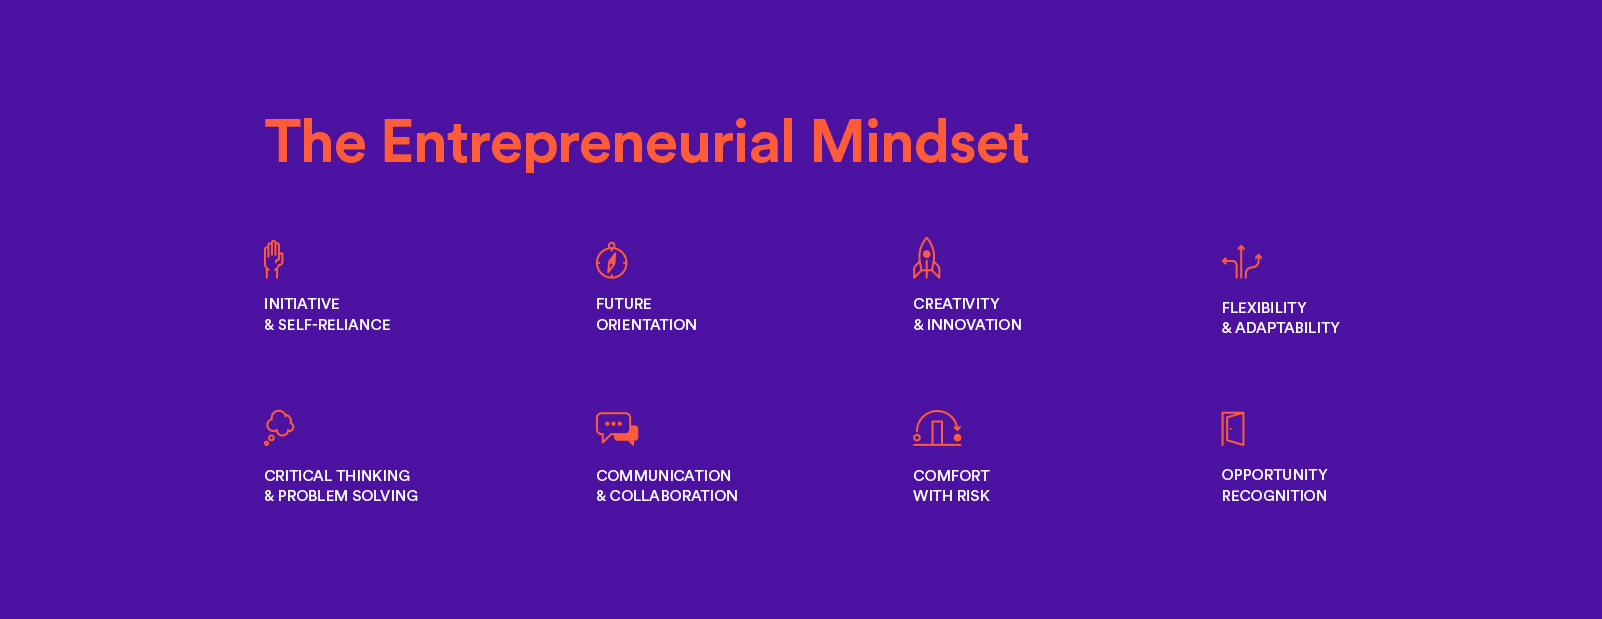 The Entrepreneurial Mindset
INITIATIVE
& SELF-RELIANCE
FUTURE
ORIENTATION
CREATIVITY
& INNOVATION
FLEXIBILITY
& ADAPTABILITY
CRITICAL THINKING
& PROBLEM SOLVING
COMMUNICATION
& COLLABORATION
COMFORT
WITH RISK
OPPORTUNITY
RECOGNITION